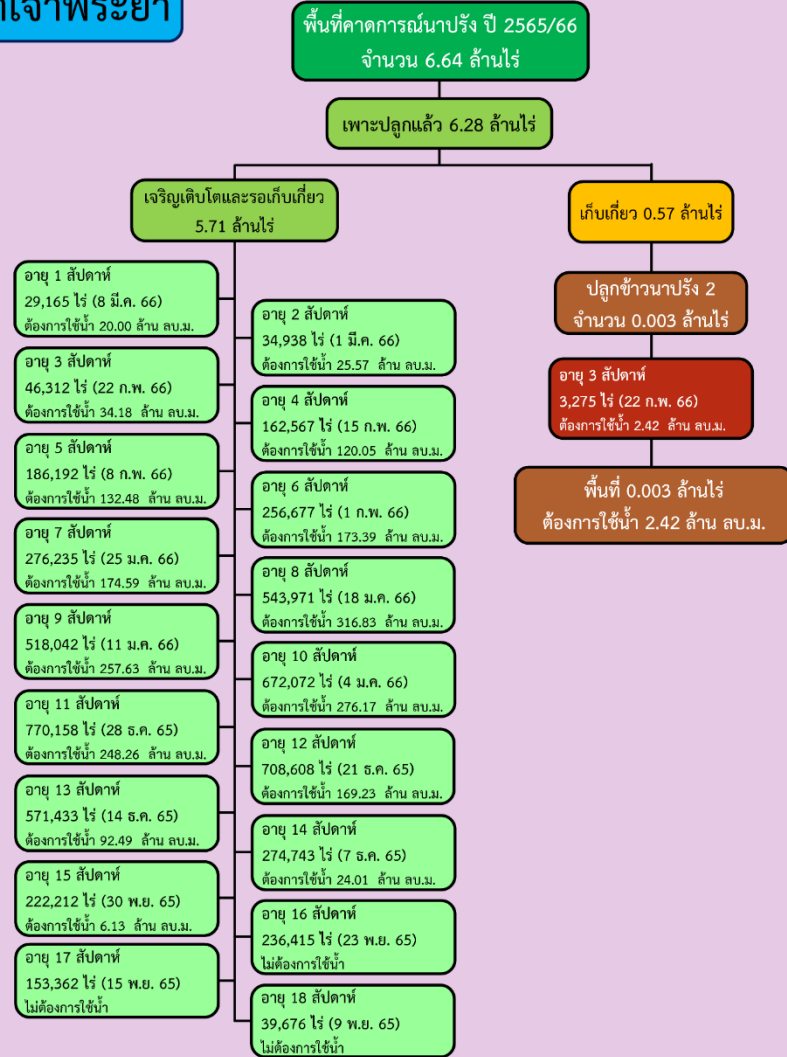 เจ้าพระยา
พื้นที่คาดการณ์นาปรัง ปี 2565/66
จำนวน 6.64 ล้านไร่
เพาะปลูกแล้ว 6.28 ล้านไร่
เจริญเติบโตและรอเก็บเกี่ยว
5.71 ล้านไร่
อายุ 1 สัปดาห์
29,165 ไร่ (8 มี.ค. 66)
ต้องการใช้น้ำ 20.00 ล้าน ลบ.ม.
อายุ 2 สัปดาห์
34,938 ไร่ (1 มี.ค. 66)
ต้องการใช้น้ำ 25.57 ล้าน ลบ.ม.
อายุ 3 สัปดาห์
46,312 ไร่ (22 ก.พ. 66)
ต้องการใช้น้ำ 34.18 ล้าน ลบ.ม.
อายุ 4 สัปดาห์
162,567 ไร่ (15 ก.พ. 66)
ต้องการใช้น้ำ 120.05 ล้าน ลบ.ม.
อายุ 5 สัปดาห์
186,192 ไร่ (8 ก.พ. 66)
ต้องการใช้น้ำ 132.48 ล้าน ลบ.ม.
อายุ 6 สัปดาห์
256,677 ไร่ (1 ก.พ. 66)
ต้องการใช้น้ำ 173.39 ล้าน ลบ.ม.
อายุ 7 สัปดาห์
276,235 ไร่ (25 ม.ค. 66)
ต้องการใช้น้ำ 174.59 ล้าน ลบ.ม.
อายุ 8 สัปดาห์
543,971 ไร่ (18 ม.ค. 66)
ต้องการใช้น้ำ 316.83 ล้าน ลบ.ม.
อายุ 9 สัปดาห์
518,042 ไร่ (11 ม.ค. 66)
ต้องการใช้น้ำ 257.63 ล้าน ลบ.ม.
อายุ 10 สัปดาห์
672,072 ไร่ (4 ม.ค. 66)
ต้องการใช้น้ำ 276.17 ล้าน ลบ.ม.
อายุ 11 สัปดาห์
770,158 ไร่ (28 ธ.ค. 65)
ต้องการใช้น้ำ 248.26 ล้าน ลบ.ม.
อายุ 12 สัปดาห์
708,608 ไร่ (21 ธ.ค. 65)
ต้องการใช้น้ำ 169.23 ล้าน ลบ.ม.
อายุ 13 สัปดาห์
571,433 ไร่ (14 ธ.ค. 65)
ต้องการใช้น้ำ 92.49 ล้าน ลบ.ม.
อายุ 14 สัปดาห์
274,743 ไร่ (7 ธ.ค. 65)
ต้องการใช้น้ำ 24.01 ล้าน ลบ.ม.
อายุ 15 สัปดาห์
222,212 ไร่ (30 พ.ย. 65)
ต้องการใช้น้ำ 6.13 ล้าน ลบ.ม.
อายุ 16 สัปดาห์
236,415 ไร่ (23 พ.ย. 65)
ไม่ต้องการใช้น้ำ
อายุ 17 สัปดาห์
153,362 ไร่ (15 พ.ย. 65)
ไม่ต้องการใช้น้ำ
อายุ 18 สัปดาห์
39,676 ไร่ (9 พ.ย. 65)
ไม่ต้องการใช้น้ำ
เก็บเกี่ยว 0.57 ล้านไร่
ปลูกข้าวนาปรัง 2
จำนวน 0.003 ล้านไร่
อายุ 3 สัปดาห์
3,275 ไร่ (22 ก.พ. 66)
ต้องการใช้น้ำ 2.42 ล้าน ลบ.ม.
พื้นที่ 0.003 ล้านไร่
ต้องการใช้น้ำ 2.42 ล้าน ลบ.ม.